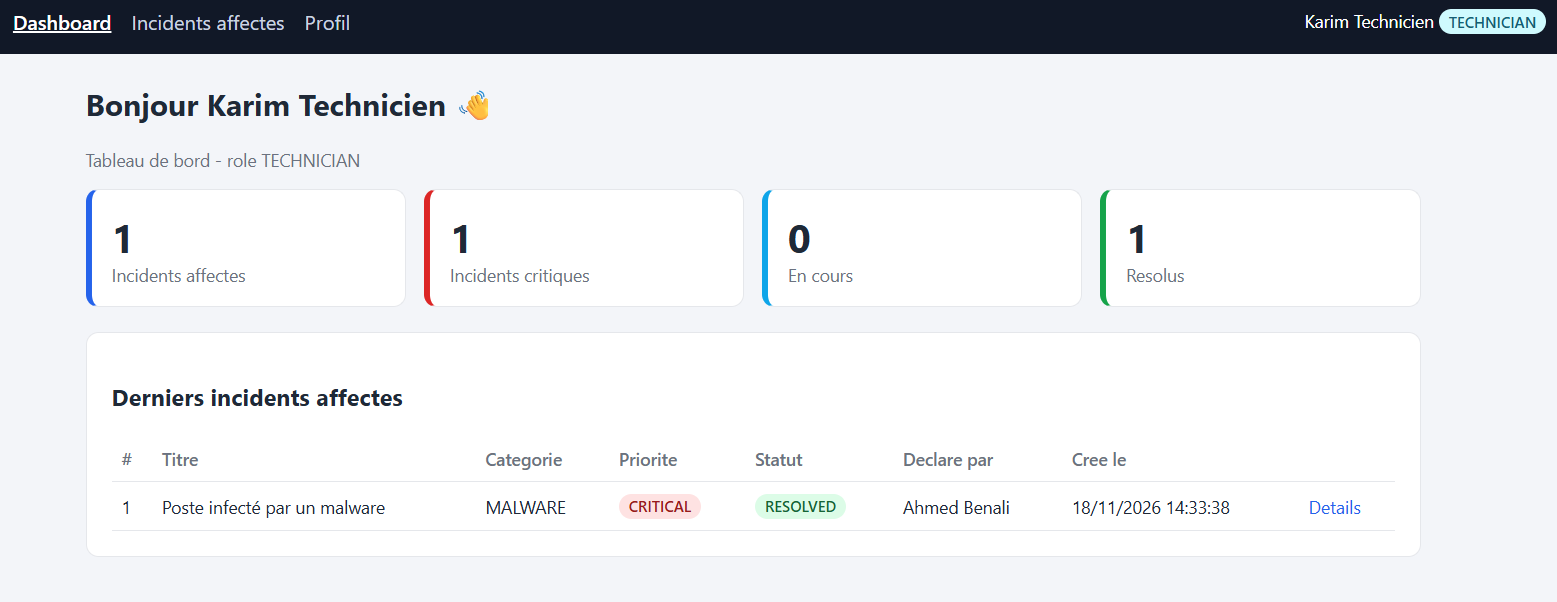 Dashboard Incidents affectes Profil Karim Technicien TECHNICIAN
Bonjour Karim Technicien 👋
Tableau de bord - role TECHNICIAN
1 1 0 1
Incidents affectes Incidents critiques En cours Resolus
Derniers incidents affectes
# Titre Categorie Priorite Statut Declare par Cree le
1 Poste infecté par un malware MALWARE CRITICAL RESOLVED Ahmed Benali 18/11/2026 14:33:38 Details